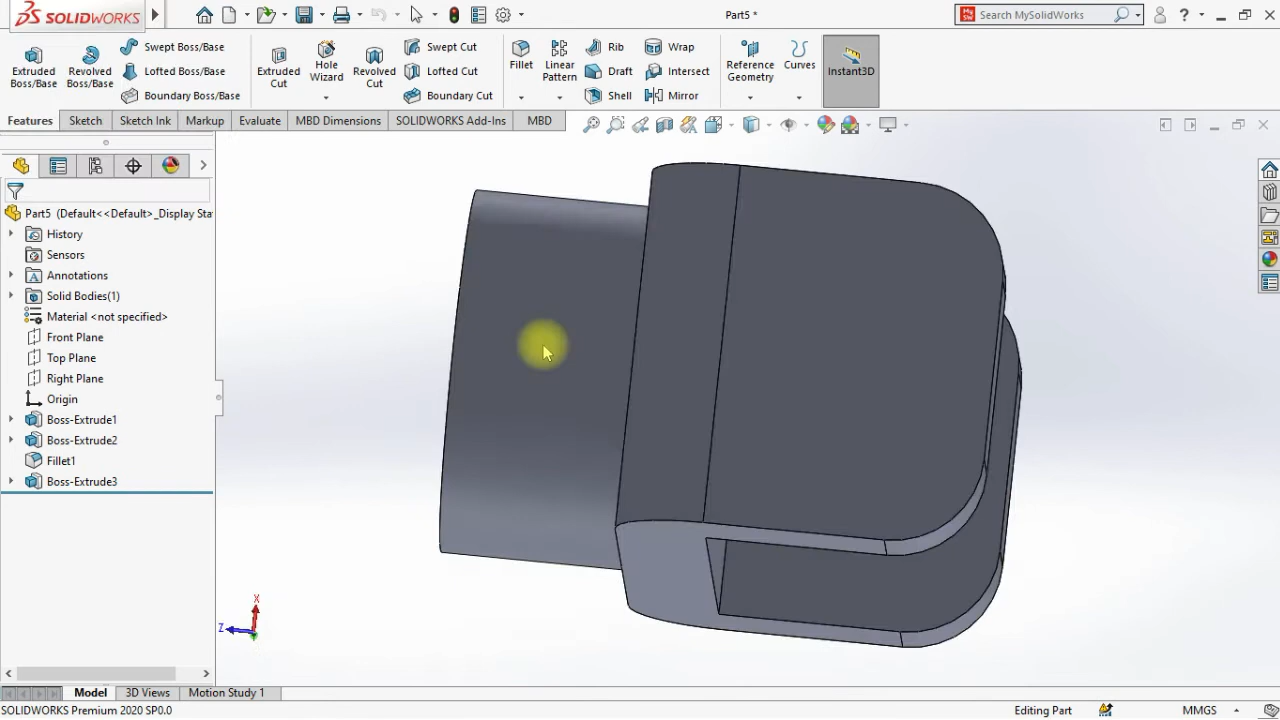 SOLIDWORKS
Part5 *
MySW
Search MySolidWorks
?
Extruded Boss/Base
Revolved Boss/Base
Swept Boss/Base
Lofted Boss/Base
Boundary Boss/Base
Extruded Cut
Hole Wizard
Revolved Cut
Swept Cut
Lofted Cut
Boundary Cut
Fillet
Linear Pattern
Rib
Draft
Shell
Wrap
Intersect
Mirror
Reference Geometry
Curves
Instant3D
Features
Sketch
Sketch Ink
Markup
Evaluate
MBD Dimensions
SOLIDWORKS Add-Ins
MBD
Part5 (Default<<Default>_Display Sta
History
Sensors
Annotations
Solid Bodies(1)
Material <not specified>
Front Plane
Top Plane
Right Plane
Origin
Boss-Extrude1
Boss-Extrude2
Fillet1
Boss-Extrude3
X
Z
Model
3D Views
Motion Study 1
SOLIDWORKS Premium 2020 SP0.0
Editing Part
MMGS